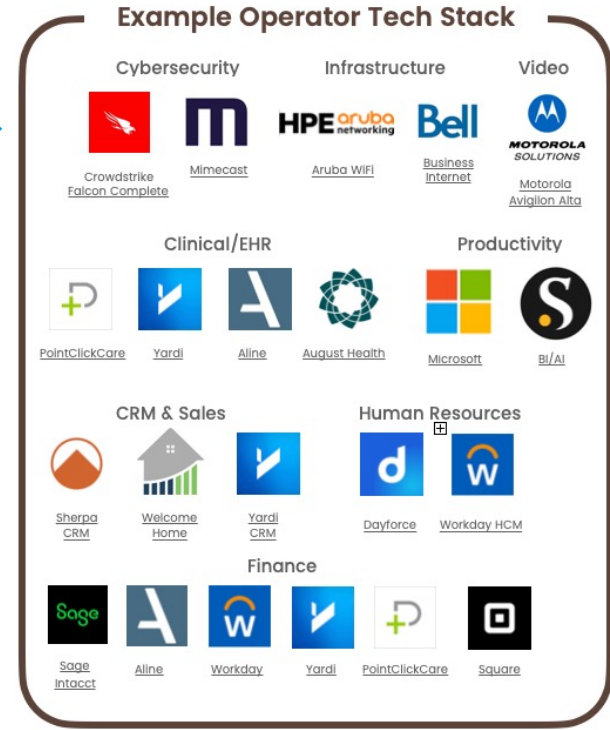 Example Operator Tech Stack
Cybersecurity
Infrastructure
Video
m
HPE aruba
networking
Bell
MOTOROLA
SOLUTIONS
Crowdstrike
Falcon Complete
Mimecast
Aruba WiFi
Business
Internet
Motorola
Avigilon Alta
Clinical/EHR
Productivity
P
A
S
PointClickCare
Yardi
Aline
August Health
Microsoft
BI/AI
CRM & Sales
Human Resources
d
w
Sherpa
CRM
Welcome
Home
Yardi
CRM
Dayforce
Workday HCM
Finance
Sage
A
w
P
Sage
Intacct
Aline
Workday
Yardi
PointClickCare
Square